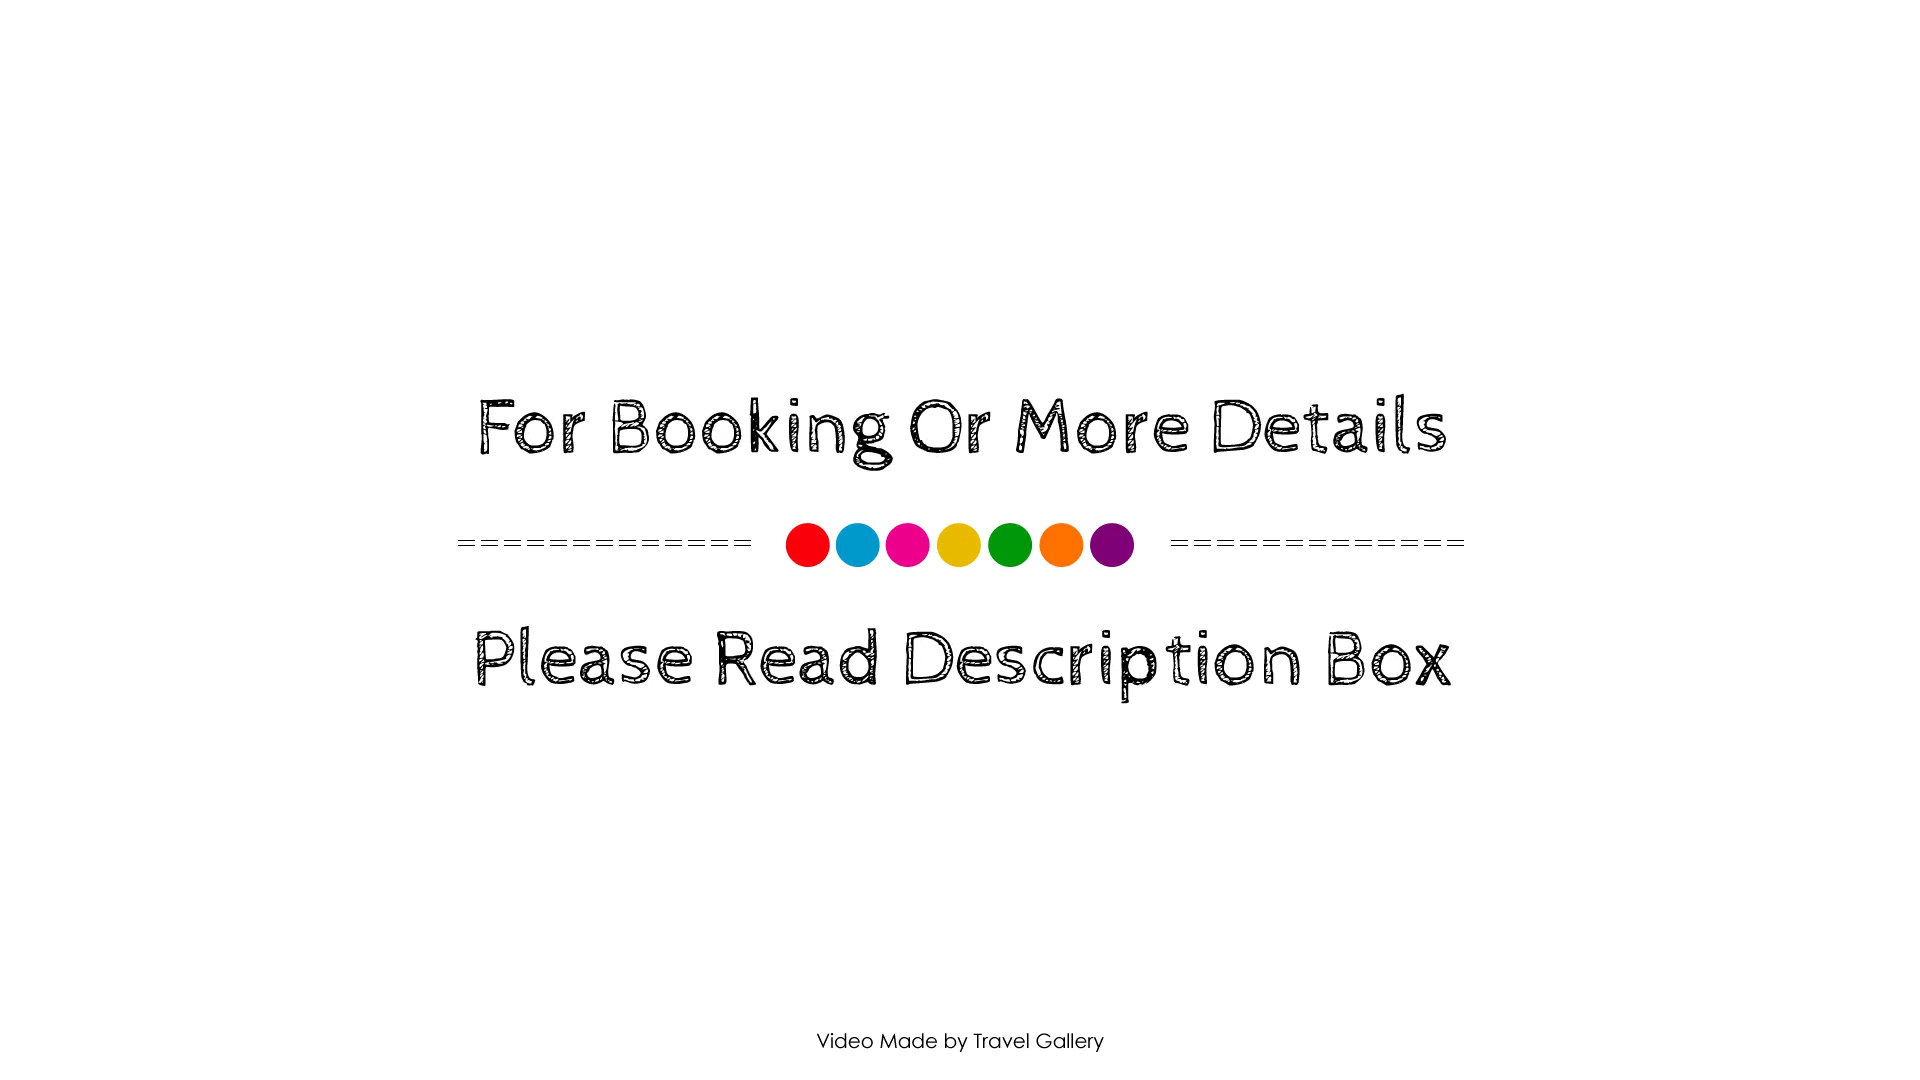 For Booking Or More Details
============= =============
Please Read Description Box
Video Made by Travel Gallery